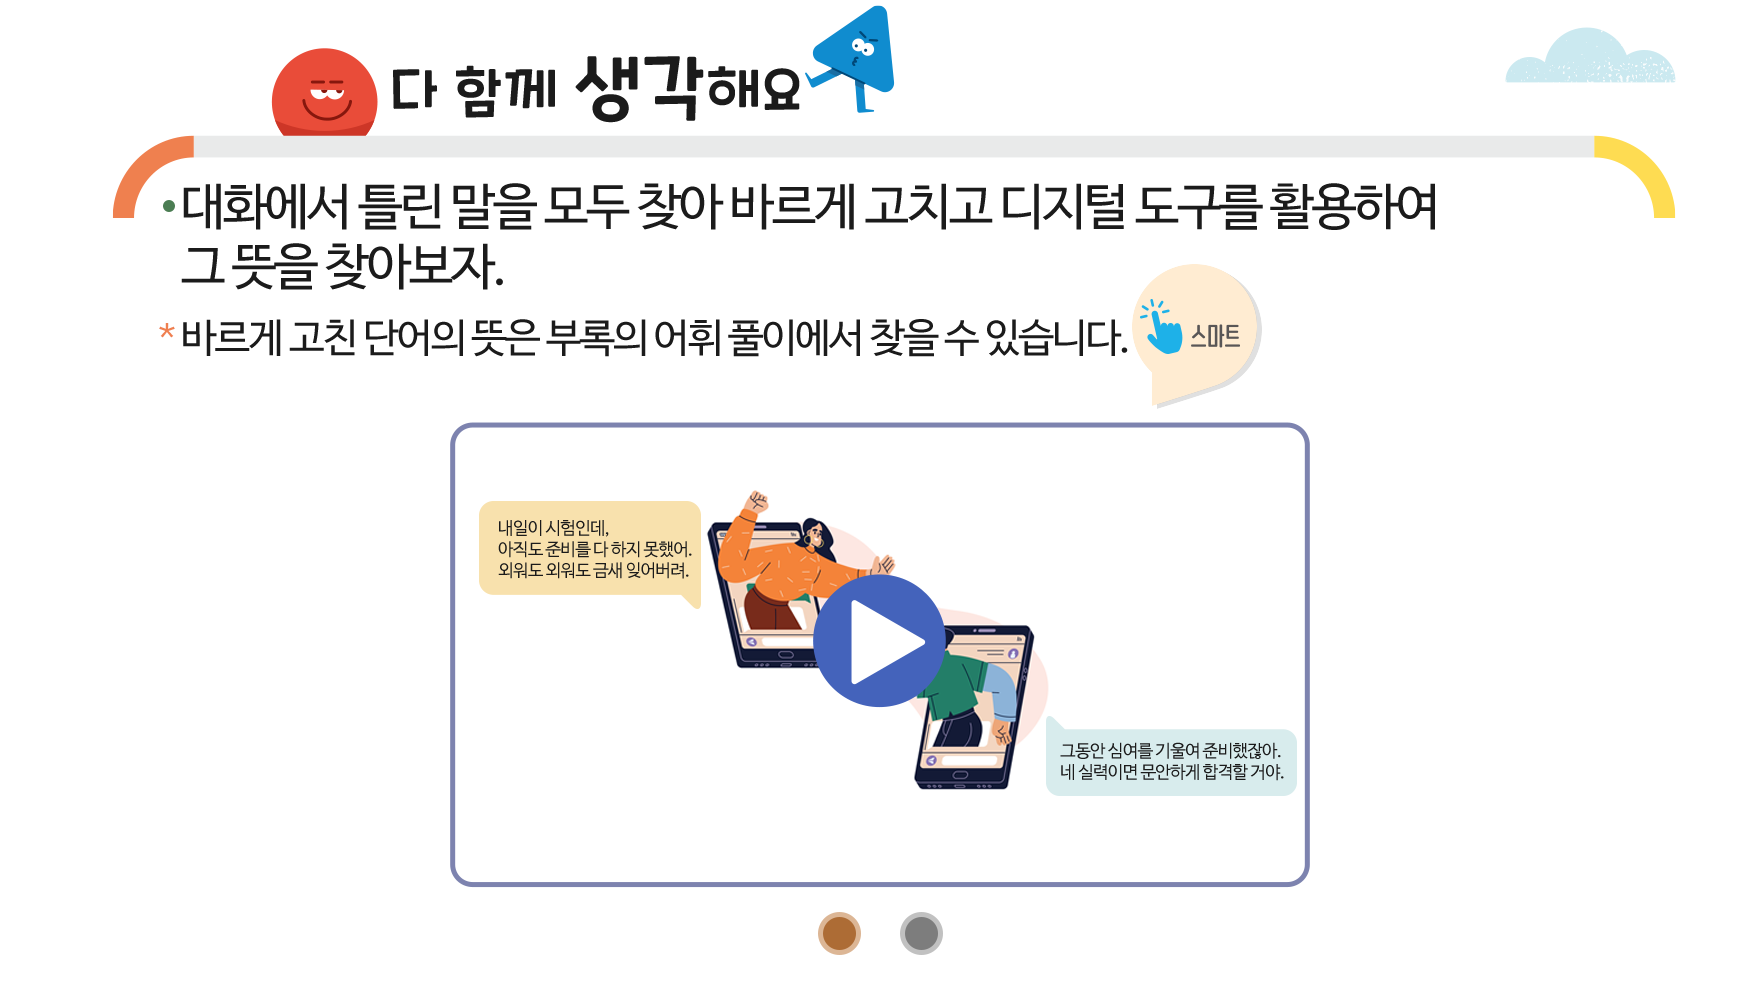 다 함께 생각해요
• 대화에서 틀린 말을 모두 찾아 바르게 고치고 디지털 도구를 활용하여
그 뜻을 찾아보자.
* 바르게 고친 단어의 뜻은 부록의 어휘 풀이에서 찾을 수 있습니다.
스마트
내일이 시험인데,
아직도 준비를 다 하지 못했어.
외워도 외워도 금새 잊어버려.
그동안 심여를 기울여 준비했잖아.
네 실력이면 문안하게 합격할 거야.